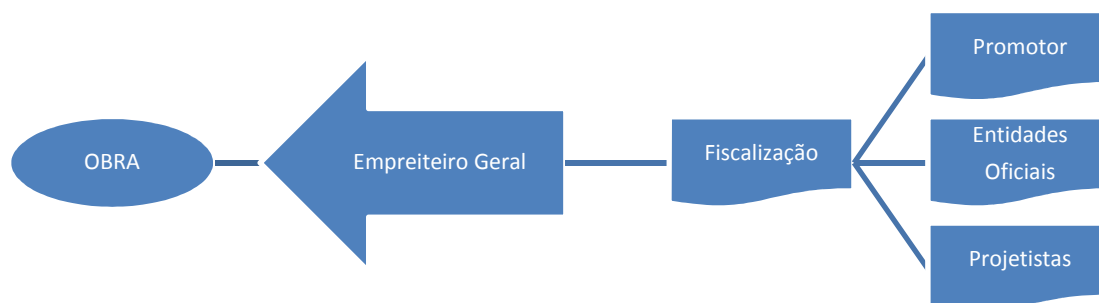 OBRA
Empreiteiro Geral
Fiscalização
Promotor
Entidades
Oficiais
Projetistas